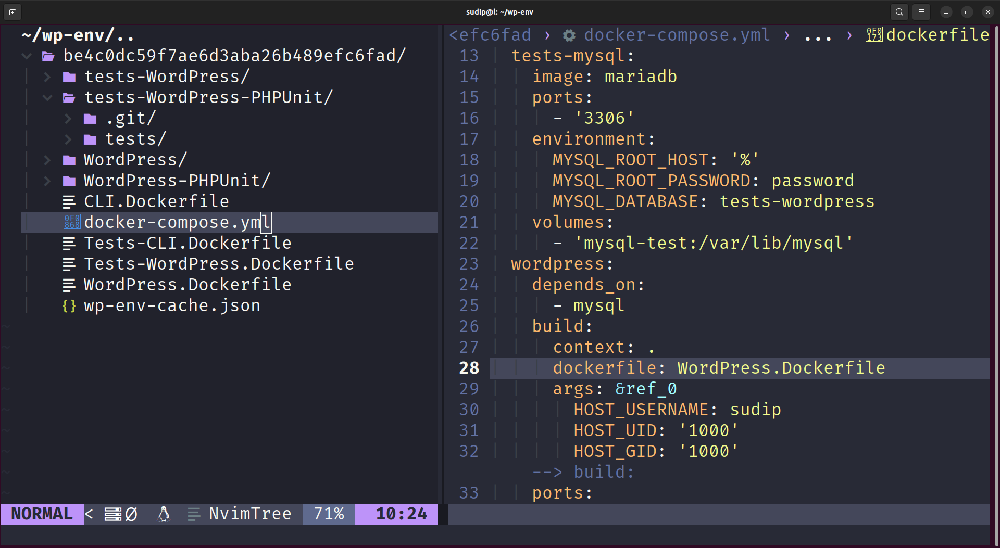 sudip@l: ~/wp-env
~/wp-env/..
be4c0dc59f7ae6d3aba26b489efc6fad/
tests-WordPress/
tests-WordPress-PHPUnit/
.git/
tests/
WordPress/
WordPress-PHPUnit/
CLI.Dockerfile
0F0868 docker-compose.yml
Tests-CLI.Dockerfile
Tests-WordPress.Dockerfile
WordPress.Dockerfile
{} wp-env-cache.json
~
~
~
~
~
~
~
~
~
NORMAL < Ø NvimTree 71% 10:24
<efc6fad › docker-compose.yml › ... › 0F0173 dockerfile
13 tests-mysql:
14 image: mariadb
15 ports:
16 - '3306'
17 environment:
18 MYSQL_ROOT_HOST: '%'
19 MYSQL_ROOT_PASSWORD: password
20 MYSQL_DATABASE: tests-wordpress
21 volumes:
22 - 'mysql-test:/var/lib/mysql'
23 wordpress:
24 depends_on:
25 - mysql
26 build:
27 context: .
28 dockerfile: WordPress.Dockerfile
29 args: &ref_0
30 HOST_USERNAME: sudip
31 HOST_UID: '1000'
32 HOST_GID: '1000'
--> build:
33 ports: